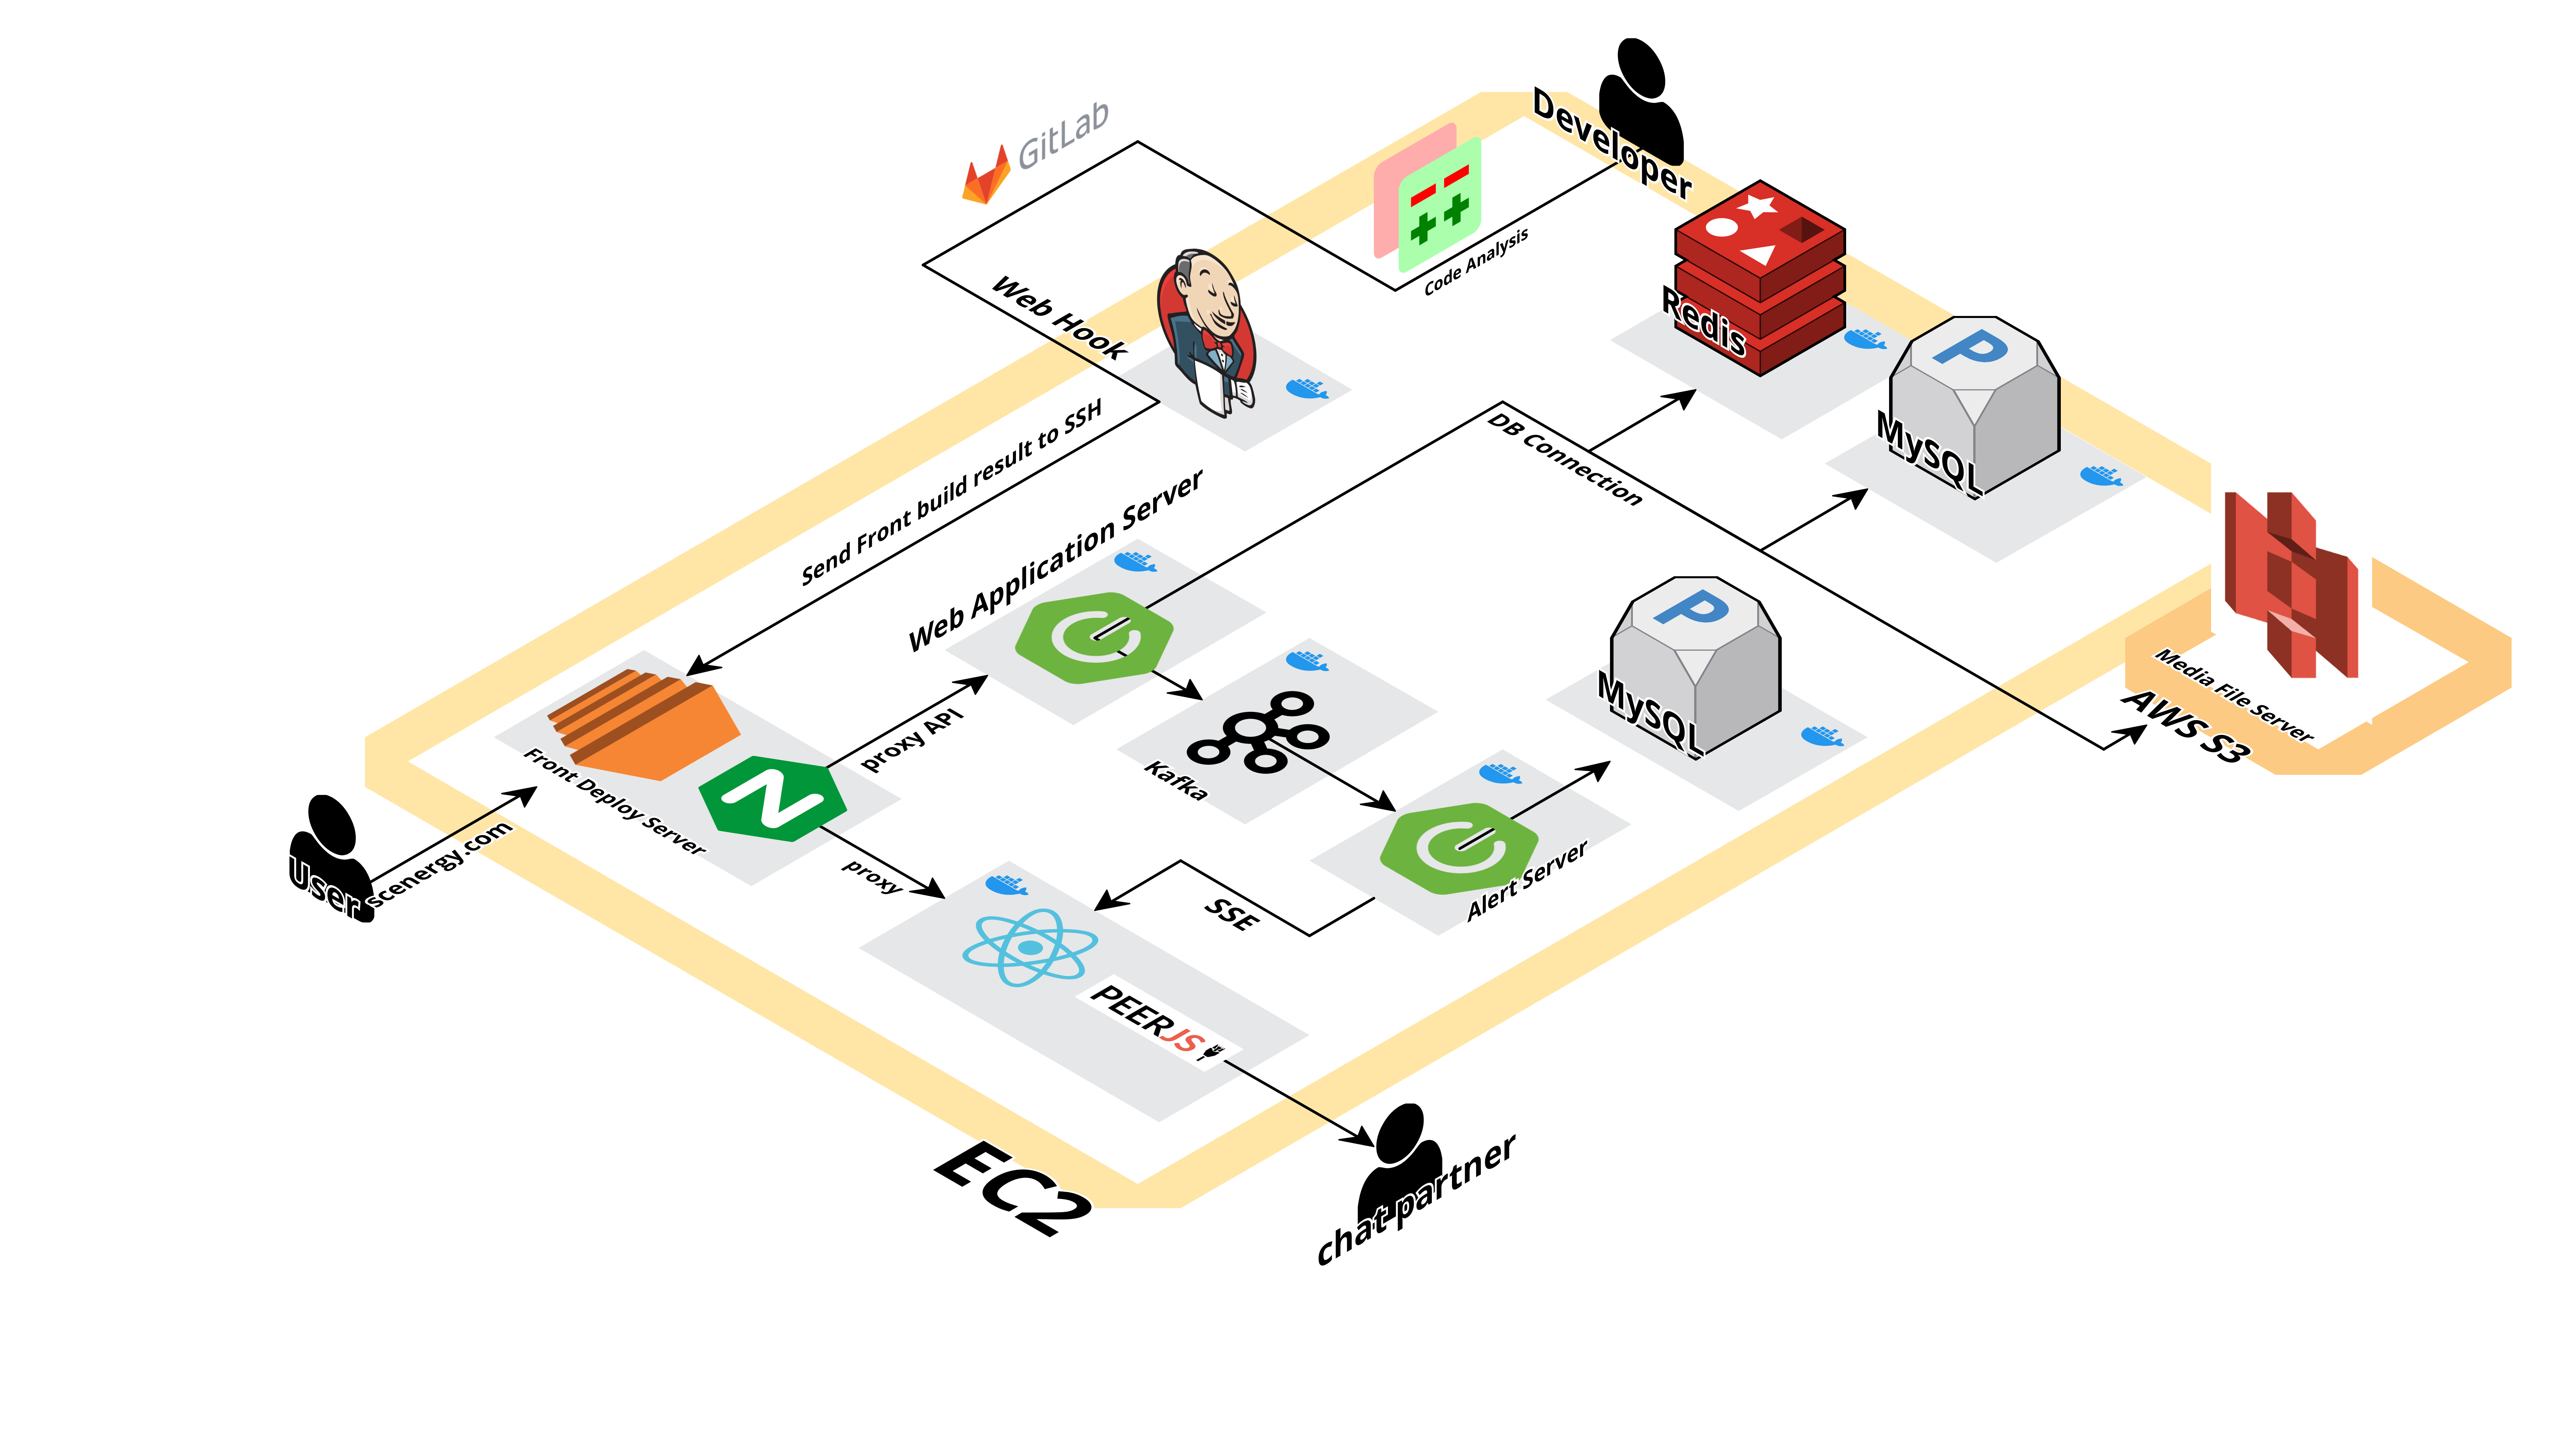 Developer
GitLab
Code Analysis
Web Hook
Redis
P
MySQL
DB Connection
Send Front build result to SSH
Web Application Server
P
MySQL
Media File Server
AWS S3
proxy API
Kafka
Front Deploy Server
N
User
scenergy.com
proxy
Alert Server
SSE
PEERJS
EC2
chat partner